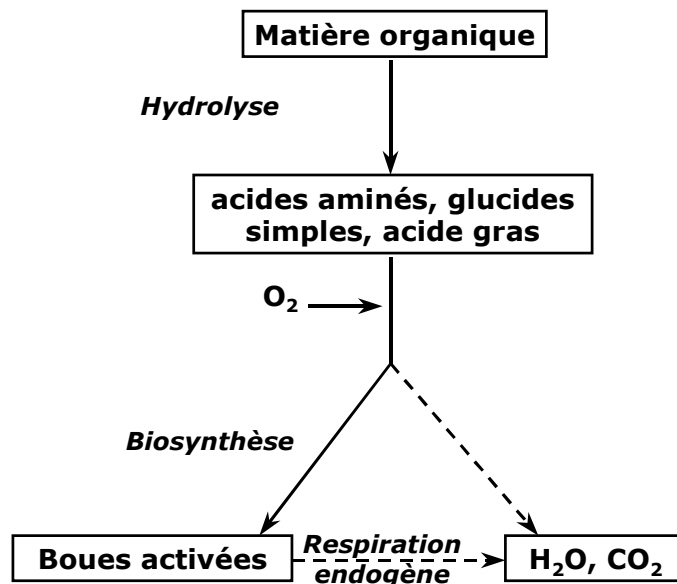 Matière organique
Hydrolyse
acides aminés, glucides
simples, acide gras
O₂
Biosynthèse
Boues activées
Respiration
endogène
H₂O, CO₂